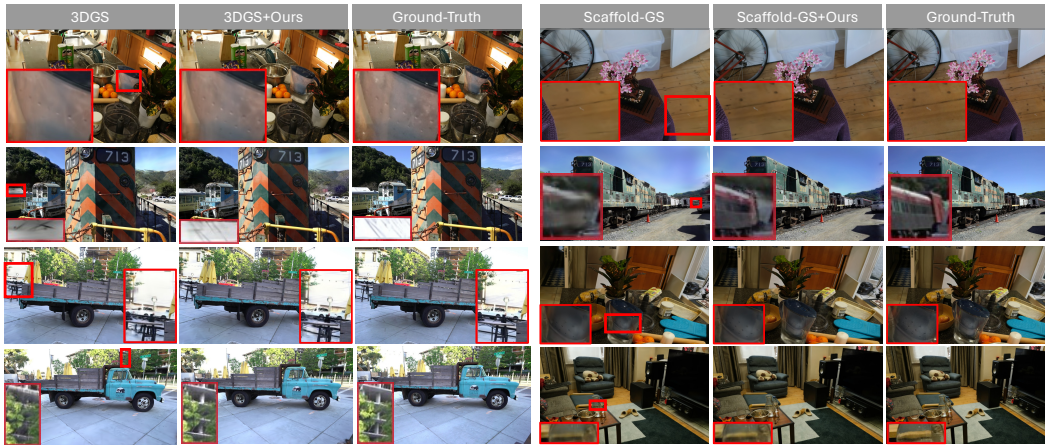 3DGS
3DGS+Ours
Ground-Truth
Scaffold-GS
Scaffold-GS+Ours
Ground-Truth
713
713
713